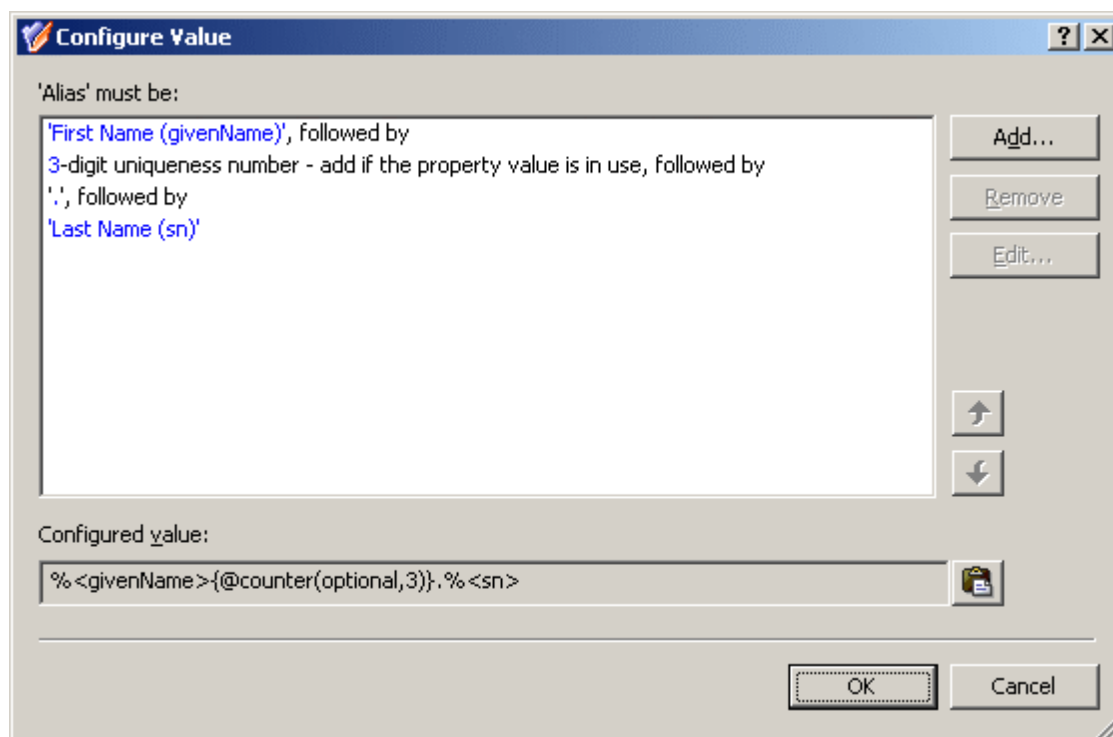 Configure Value
'Alias' must be:
'First Name (givenName)', followed by
3-digit uniqueness number - add if the property value is in use, followed by
'.', followed by
'Last Name (sn)'
Add...
Remove
Edit...
Configured value:
%<givenName>{@counter(optional,3)}.%<sn>
OK
Cancel